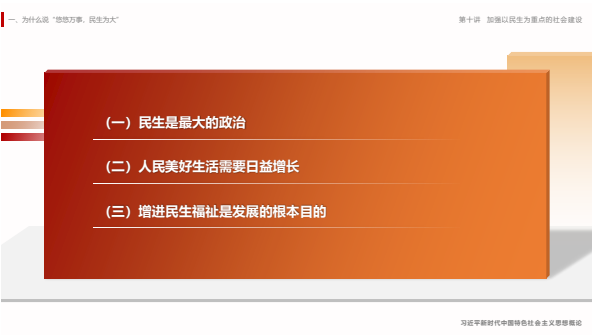 一、为什么说“悠悠万事，民生为大”
第十讲 加强以民生为重点的社会建设
（一）民生是最大的政治
（二）人民美好生活需要日益增长
（三）增进民生福祉是发展的根本目的
习近平新时代中国特色社会主义思想概论